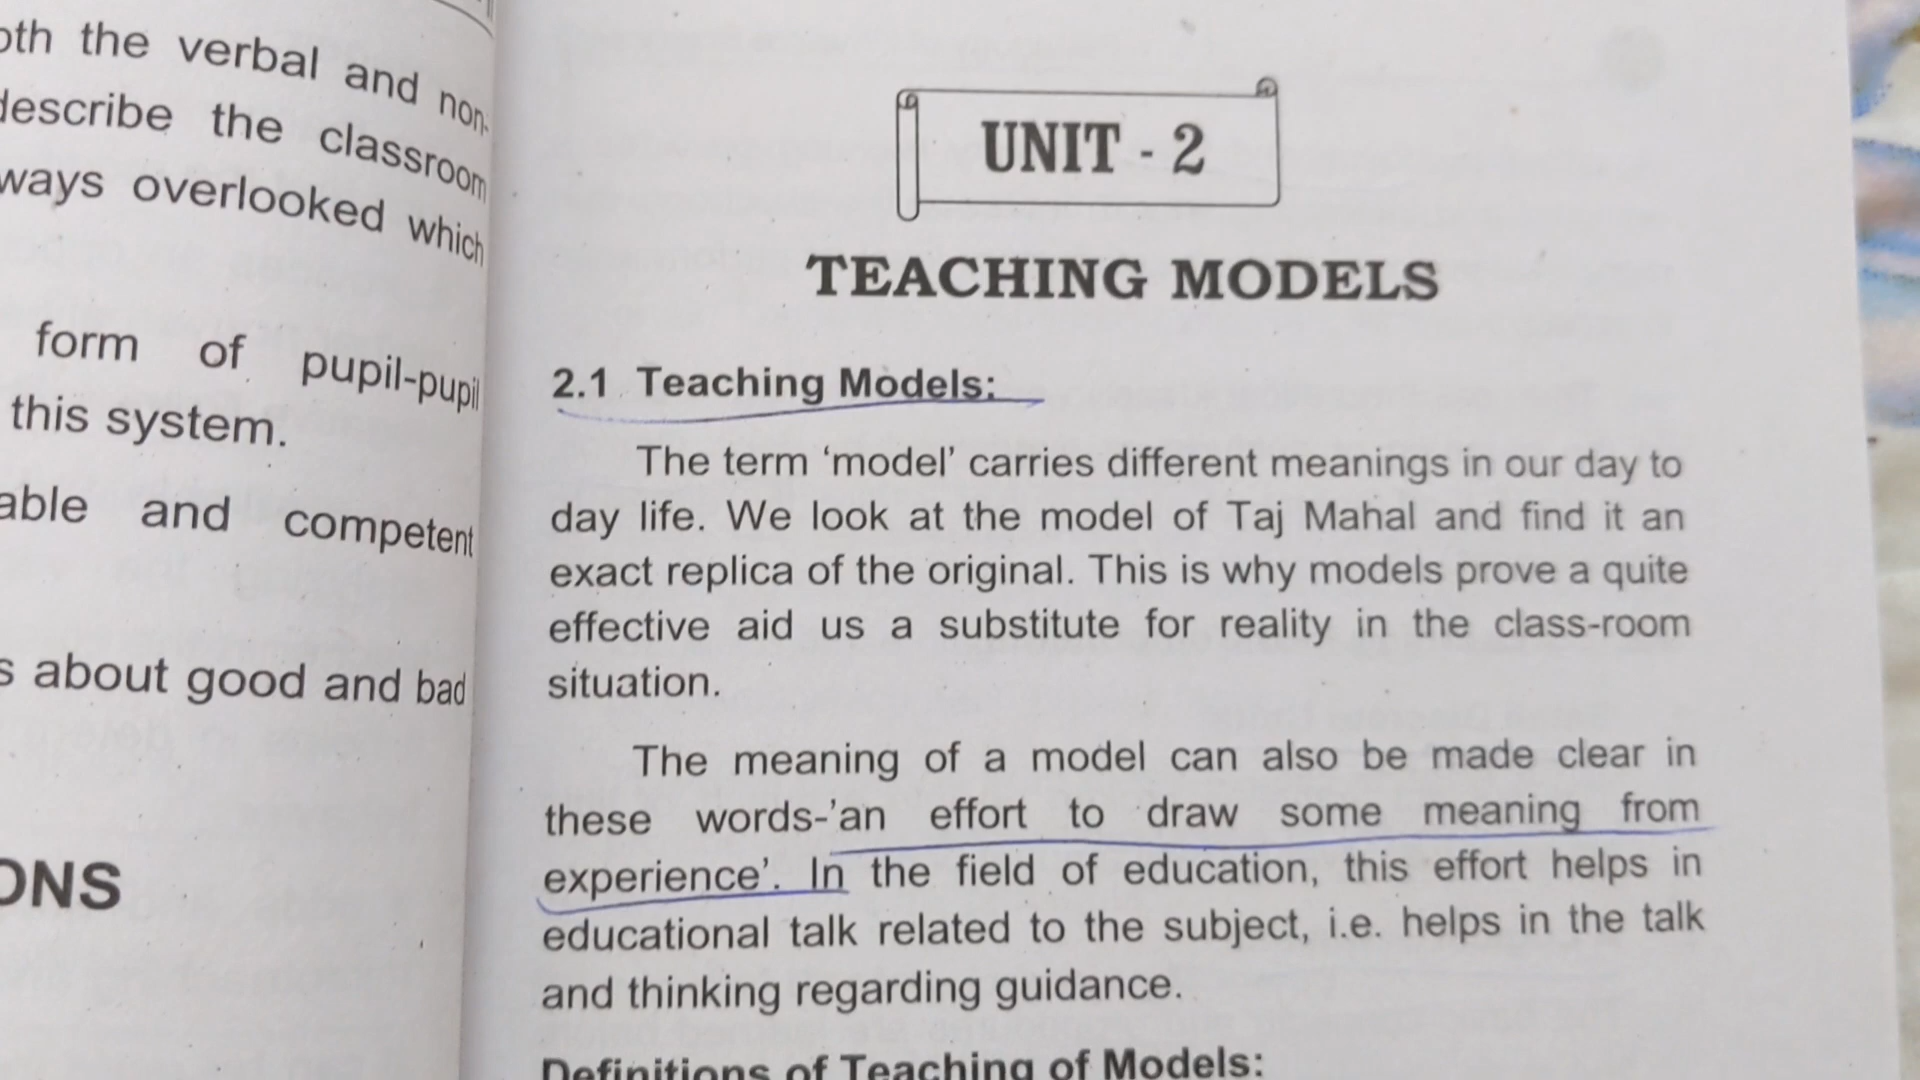 oth the verbal and non-
describe the classroom
ways overlooked which
form of pupil-pupil
this system.
able and competent
s about good and bad
ONS
UNIT - 2
TEACHING MODELS
2.1 Teaching Models:
The term ‘model’ carries different meanings in our day to
day life. We look at the model of Taj Mahal and find it an
exact replica of the original. This is why models prove a quite
effective aid us a substitute for reality in the class-room
situation.
The meaning of a model can also be made clear in
these words-’an effort to draw some meaning from
experience’. In the field of education, this effort helps in
educational talk related to the subject, i.e. helps in the talk
and thinking regarding guidance.
Definitions of Teaching of Models: